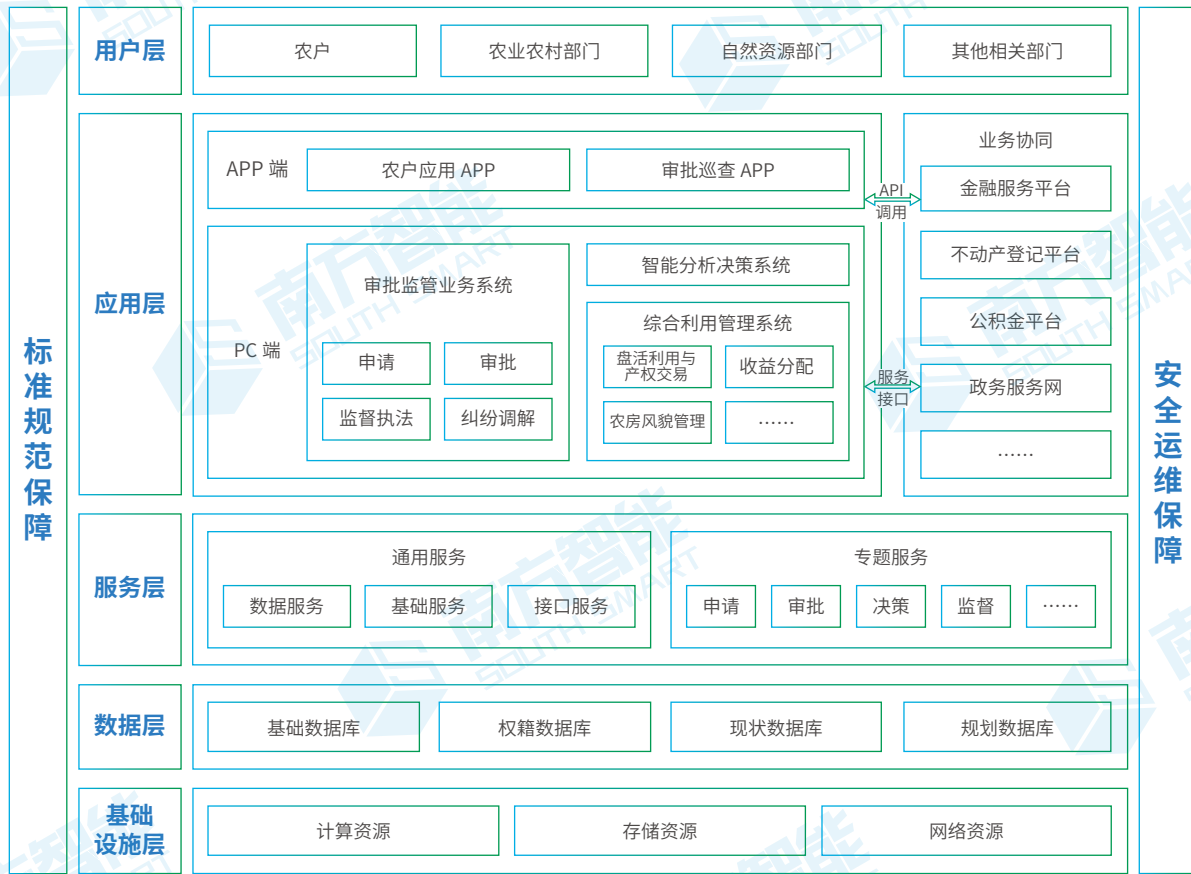 标准规范保障
用户层
农户
农业农村部门
自然资源部门
其他相关部门
应用层
APP 端
农户应用 APP
审批巡查 APP
PC 端
审批监管业务系统
申请
审批
监督执法
纠纷调解
智能分析决策系统
综合利用管理系统
盘活利用与
产权交易
收益分配
农房风貌管理
……
API
调用
服务
接口
业务协同
金融服务平台
不动产登记平台
公积金平台
政务服务网
……
服务层
通用服务
数据服务
基础服务
接口服务
专题服务
申请
审批
决策
监督
……
数据层
基础数据库
权籍数据库
现状数据库
规划数据库
基础
设施层
计算资源
存储资源
网络资源
安全运维保障
南方智能
SOUTH SMART